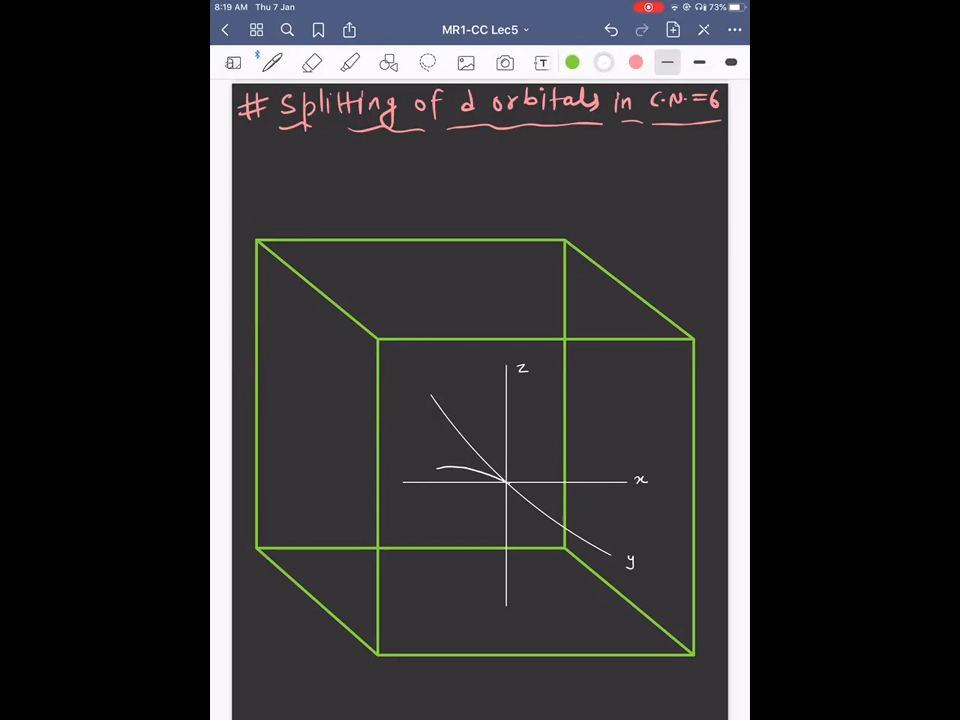 8:19 AM Thu 7 Jan
73%
MR1-CC Lec5
T
# Splitting of d orbitals in C.N.=6
z
x
y